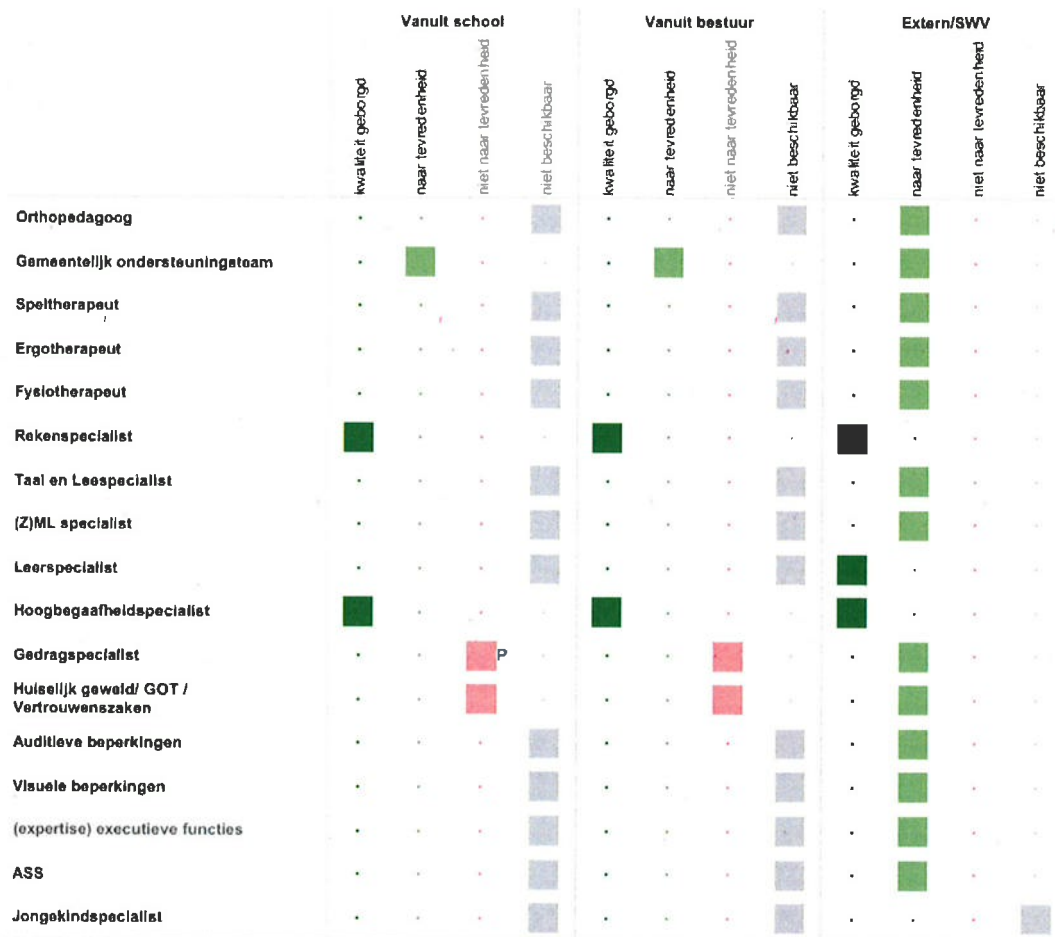 Vanuit school Vanuit bestuur Extern/SWV
kwaliteit geborgd naar tevredenheid niet naar tevredenheid niet beschikbaar kwaliteit geborgd naar tevredenheid niet naar tevredenheid niet beschikbaar kwaliteit geborgd naar tevredenheid niet naar tevredenheid niet beschikbaar
Orthopedagoog
Gemeentelijk ondersteuningsteam
Speltherapeut
Ergotherapeut
Fysiotherapeut
Rekenspecialist
Taal en Leespecialist
(Z)ML specialist
Leerspecialist
Hoogbegaafheidspecialist
Gedragspecialist P
Huiselijk geweld/ GOT /
Vertrouwenszaken
Auditieve beperkingen
Visuele beperkingen
(expertise) executieve functies
ASS
Jongekindspecialist